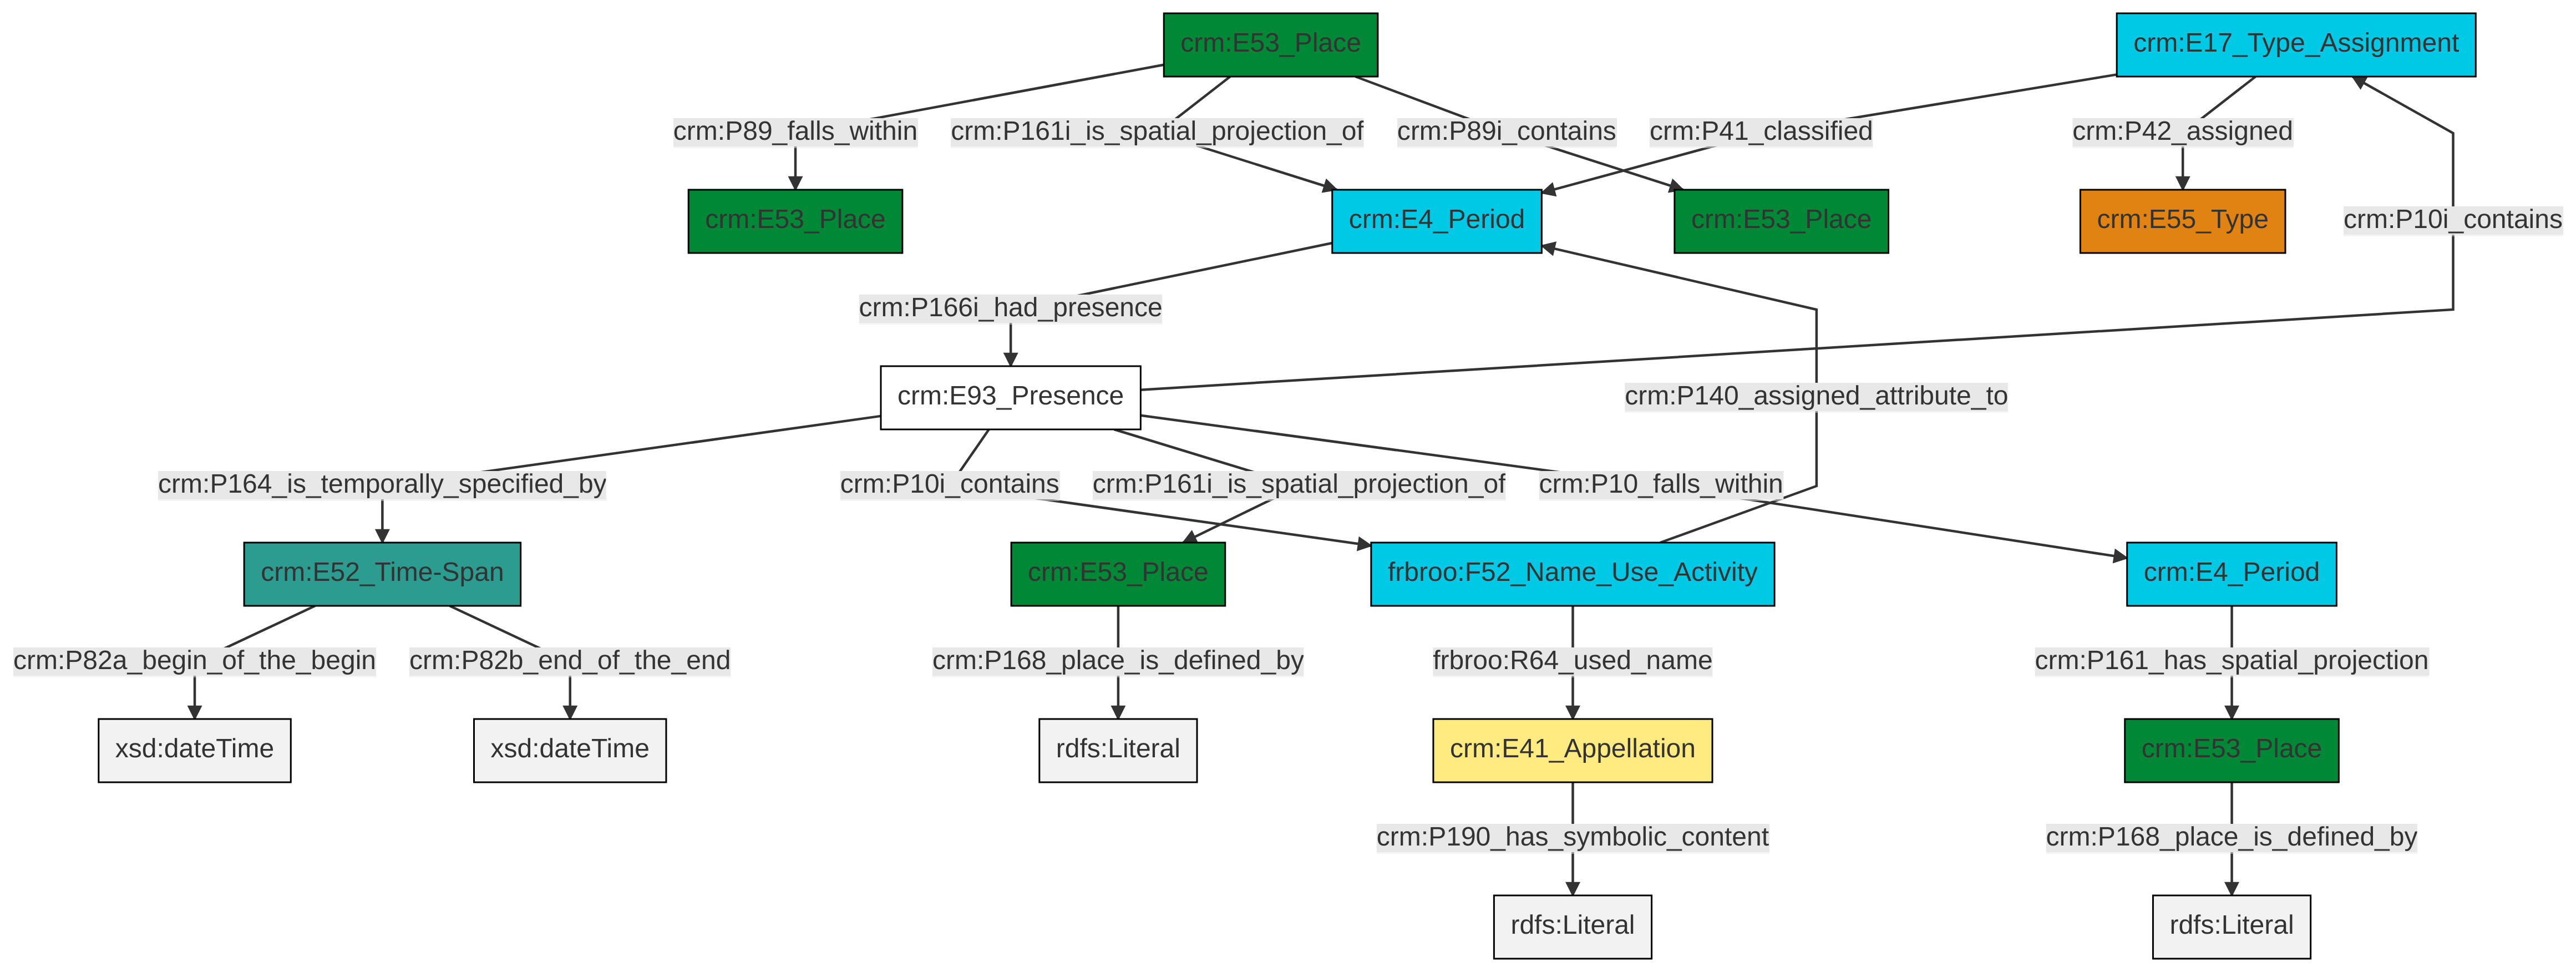 crm:E53_Place
crm:E17_Type_Assignment
crm:P89_falls_within
crm:P161i_is_spatial_projection_of
crm:P89i_contains
crm:P41_classified
crm:P42_assigned
crm:E53_Place
crm:E4_Period
crm:E53_Place
crm:E55_Type
crm:P10i_contains
crm:P166i_had_presence
crm:E93_Presence
crm:P140_assigned_attribute_to
crm:P164_is_temporally_specified_by
crm:P10i_contains
crm:P161i_is_spatial_projection_of
crm:P10_falls_within
crm:E52_Time-Span
crm:E53_Place
frbroo:F52_Name_Use_Activity
crm:E4_Period
crm:P82a_begin_of_the_begin
crm:P82b_end_of_the_end
crm:P168_place_is_defined_by
frbroo:R64_used_name
crm:P161_has_spatial_projection
xsd:dateTime
xsd:dateTime
rdfs:Literal
crm:E41_Appellation
crm:E53_Place
crm:P190_has_symbolic_content
crm:P168_place_is_defined_by
rdfs:Literal
rdfs:Literal